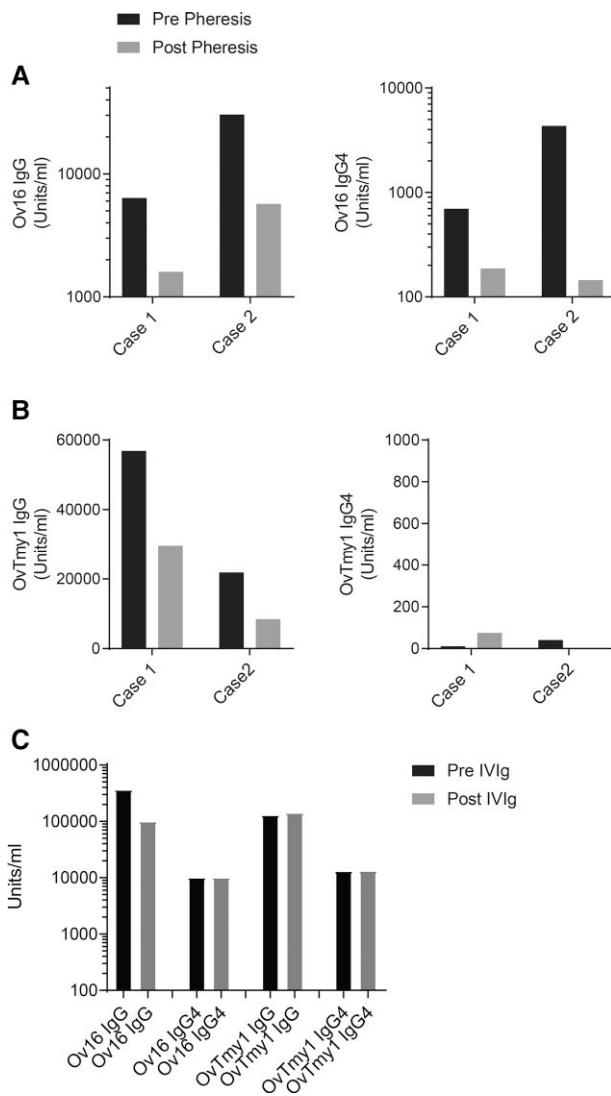 Pre Pheresis
Post Pheresis
A
Ov16 IgG
(Units/ml)
10000
1000
Case 1
Case 2
Ov16 IgG4
(Units/ml)
10000
1000
100
Case 1
Case 2
B
OvTmy1 IgG
(Units/ml)
60000
40000
20000
0
Case 1
Case2
OvTmy1 IgG4
(Units/ml)
1000
800
600
400
200
0
Case 1
Case 2
C
Units/ml
1000000
100000
10000
1000
100
Ov16 IgG
Ov16 IgG
Ov16 IgG4
Ov16 IgG4
OvTmy1 IgG
OvTmy1 IgG
OvTmy1 IgG4
OvTmy1 IgG4
Pre IVIg
Post IVIg